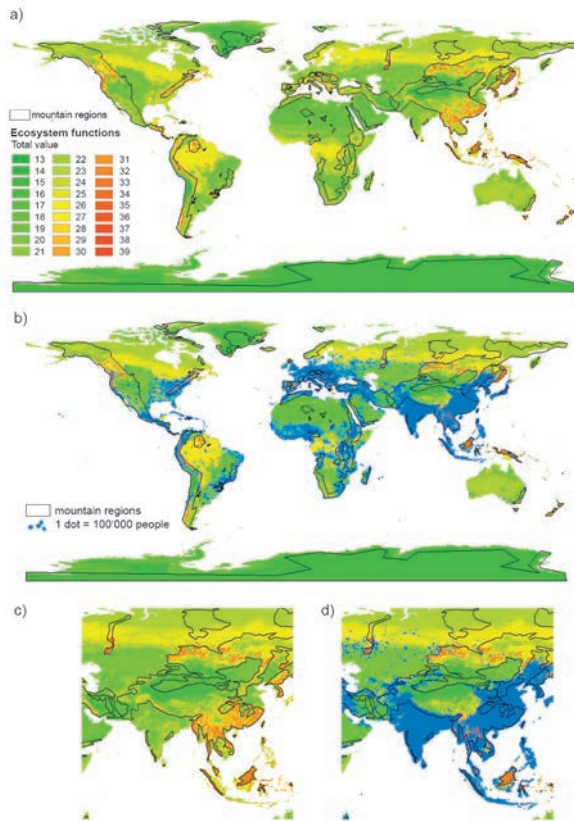 a)
mountain regions
Ecosystem functions
Total value
13 22 31
14 23 32
15 24 33
16 25 34
17 26 35
18 27 36
19 28 37
20 29 38
21 30 39
b)
mountain regions
1 dot = 100'000 people
c) d)